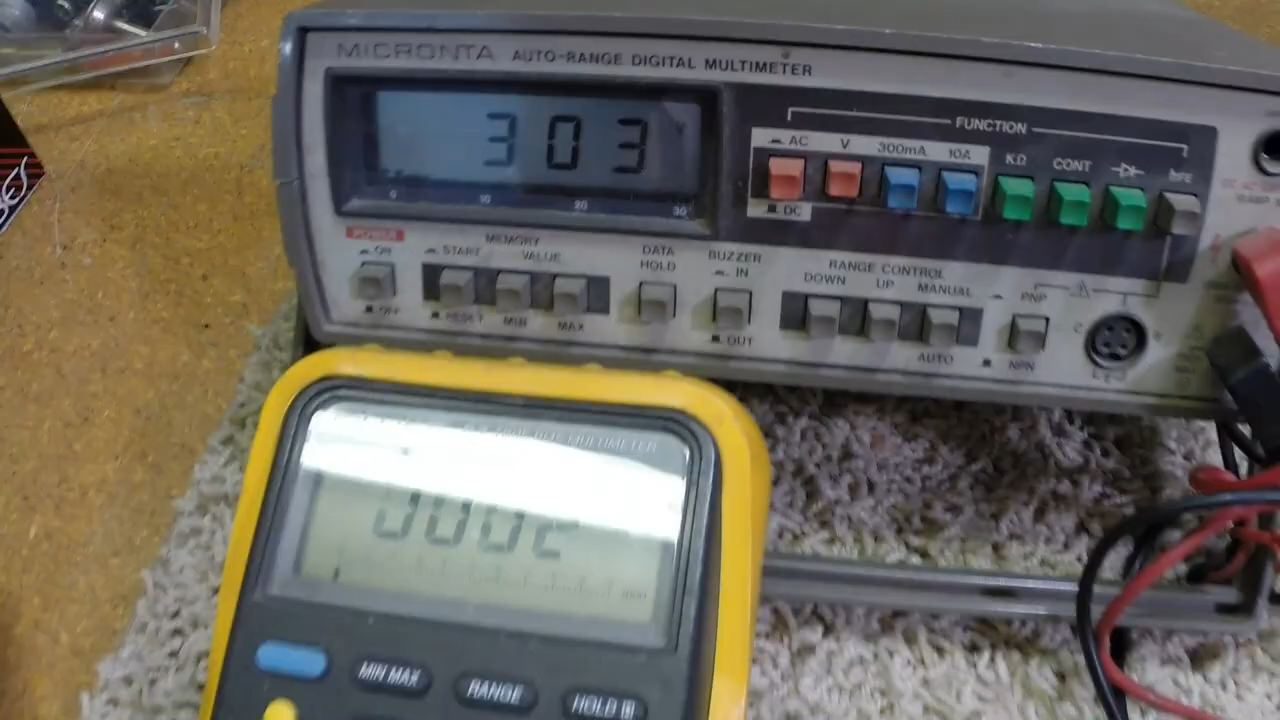 MICRONTA AUTO-RANGE DIGITAL MULTIMETER
303
0 10 20 30
FUNCTION
AC V 300mA 10A KΩ CONT hFE
DC
POWER
ON
OFF
MEMORY
START VALUE
RESET MIN MAX
DATA HOLD
BUZZER
IN
OUT
RANGE CONTROL
DOWN UP MANUAL
AUTO
PNP
NPN
MULTIMETER
0002
MIN MAX
RANGE
HOLD